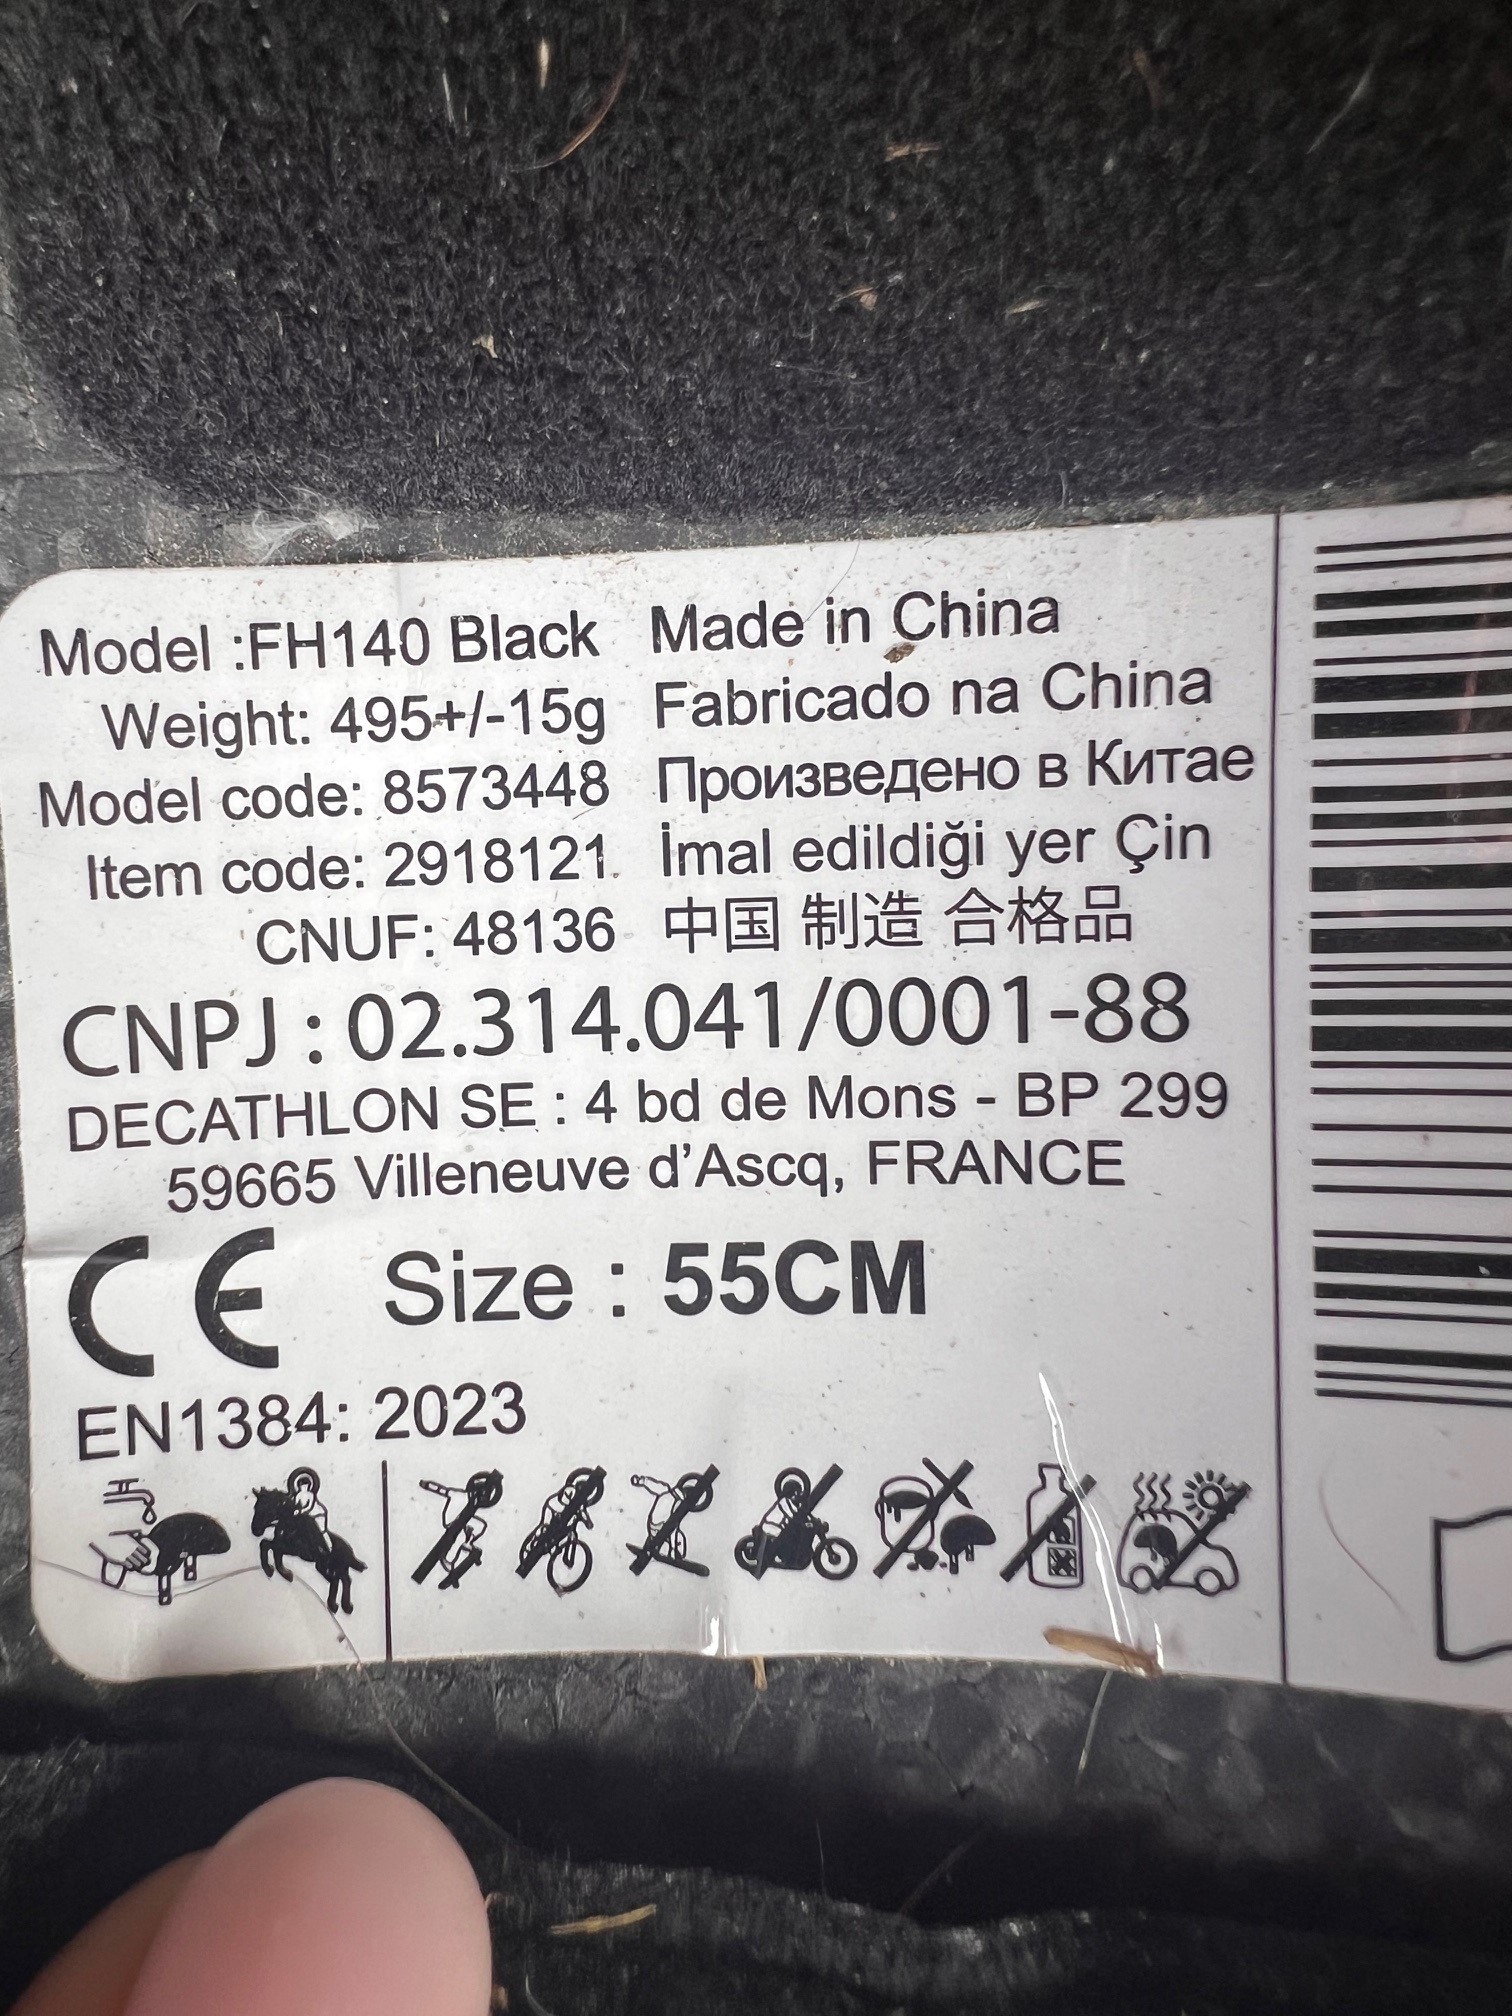 Model :FH140 Black
Weight: 495+/-15g
Model code: 8573448
Item code: 2918121
CNUF: 48136
Made in China
Fabricado na China
Произведено в Китае
İmal edildiği yer Çin
中国 制造 合格品
CNPJ : 02.314.041/0001-88
DECATHLON SE : 4 bd de Mons - BP 299
59665 Villeneuve d'Ascq, FRANCE
CE Size : 55CM
EN1384: 2023